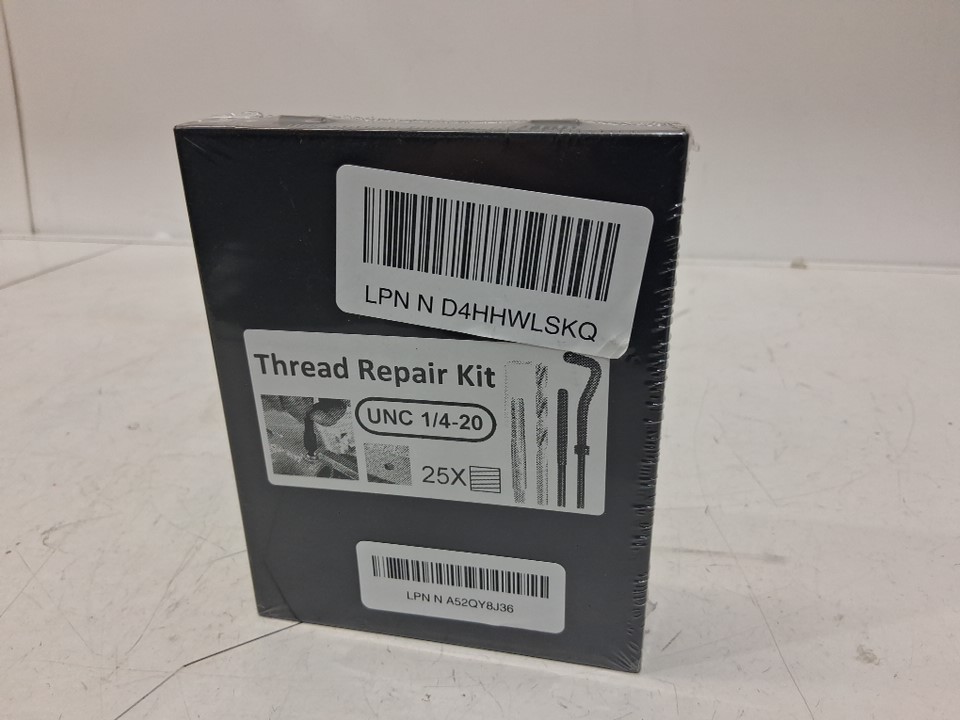 LPN N D4HHWLSKQ
Thread Repair Kit
UNC 1/4-20
25X
LPN N A52QY8J36